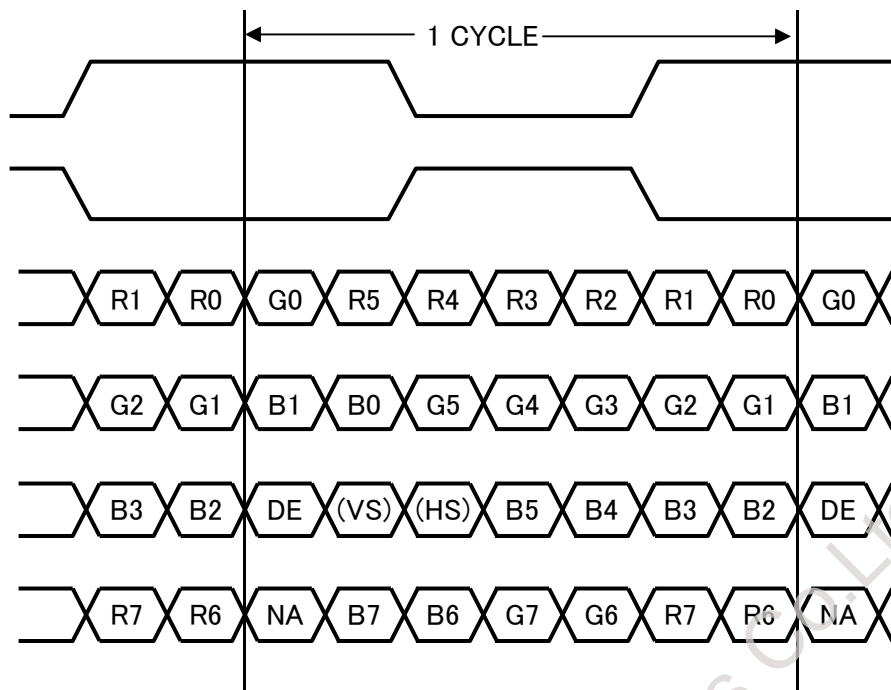 1 CYCLE
R1 R0 G0 R5 R4 R3 R2 R1 R0 G0
G2 G1 B1 B0 G5 G4 G3 G2 G1 B1
B3 B2 DE (VS) (HS) B5 B4 B3 B2 DE
R7 R6 NA B7 B6 G7 G6 R7 R6 NA